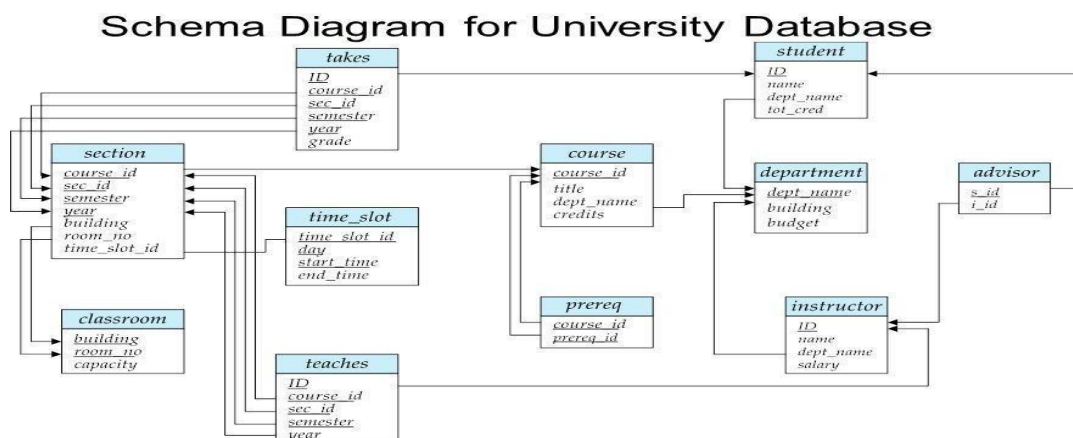 Schema Diagram for University Database
takes
ID
course_id
sec_id
semester
year
grade
student
ID
name
dept_name
tot_cred
section
course_id
sec_id
semester
year
building
room_no
time_slot_id
course
course_id
title
dept_name
credits
department
dept_name
building
budget
advisor
s_id
i_id
time_slot
time_slot_id
day
start_time
end_time
classroom
building
room_no
capacity
prereq
course_id
prereq_id
instructor
ID
name
dept_name
salary
teaches
ID
course_id
sec_id
semester
year